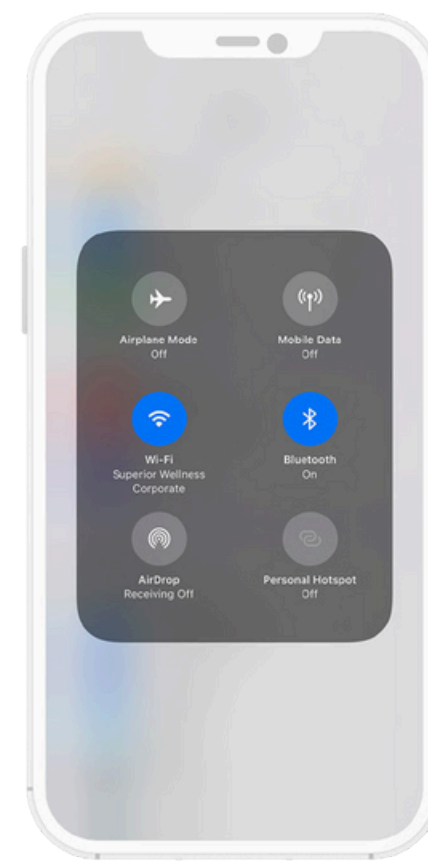 Airplane Mode
Off
Mobile Data
Off
Wi-Fi
Superior Wellness
Corporate
Bluetooth
On
AirDrop
Receiving Off
Personal Hotspot
Off